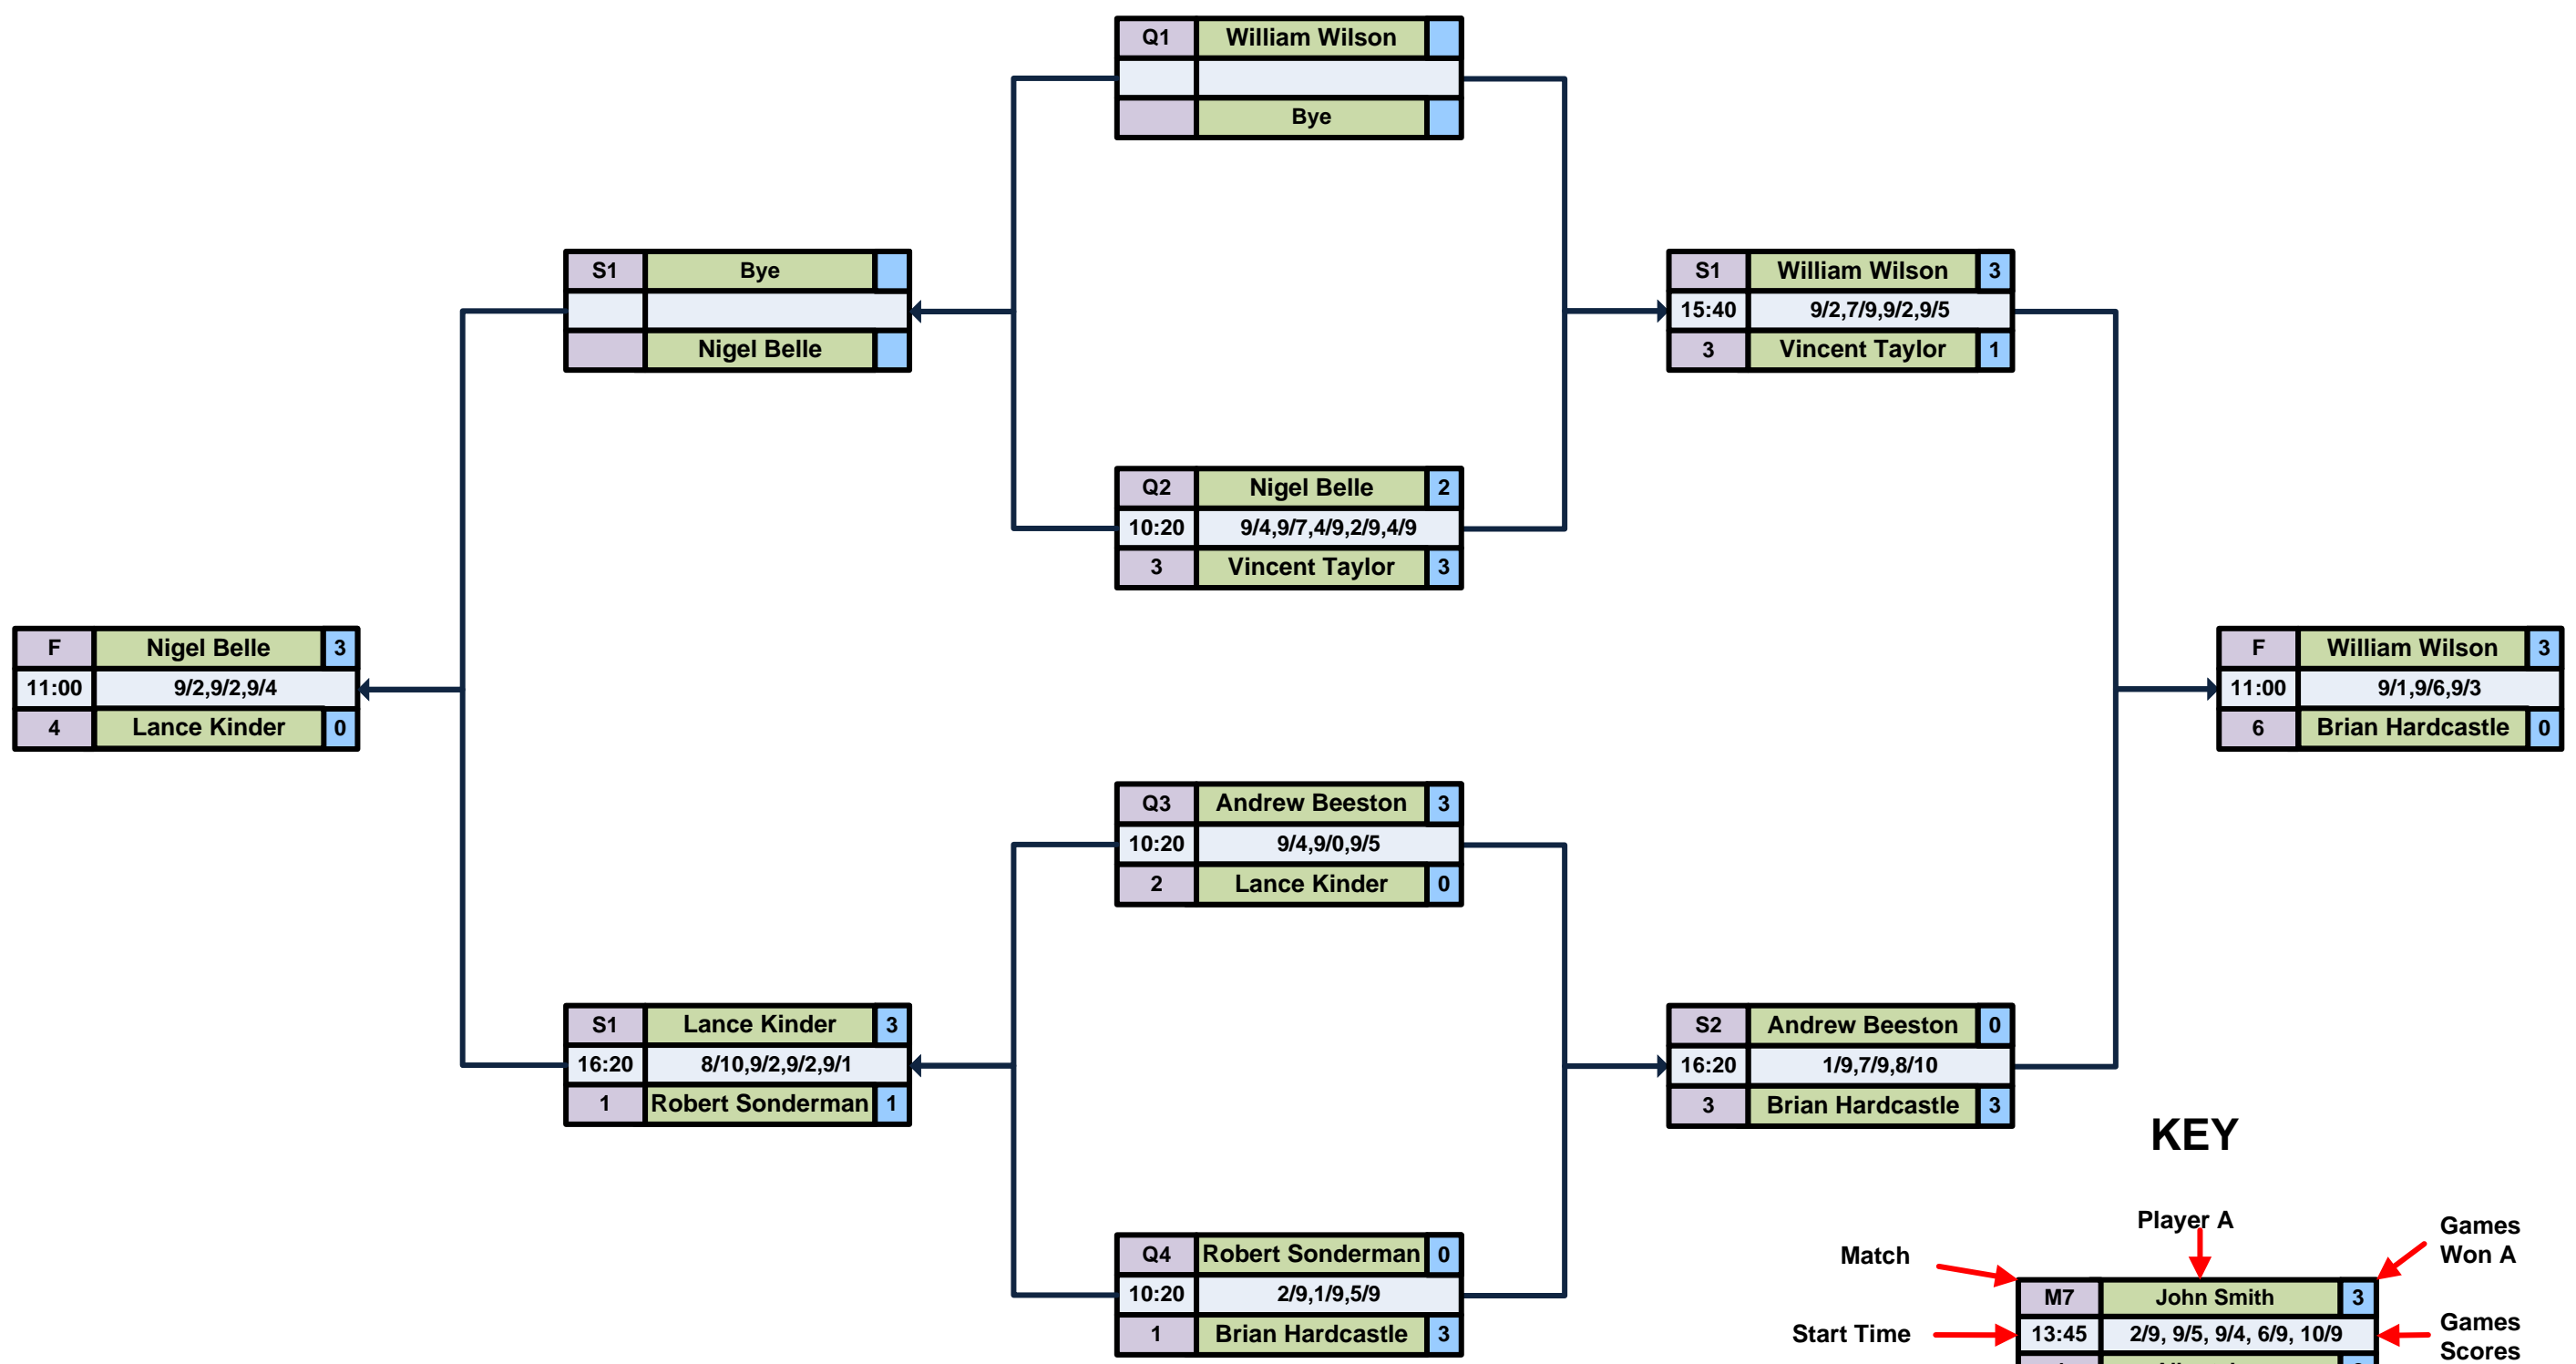 Q1 William Wilson
Bye
S1 Bye
Nigel Belle
S1 William Wilson 3
15:40 9/2,7/9,9/2,9/5
3 Vincent Taylor 1
Q2 Nigel Belle 2
10:20 9/4,9/7,4/9,2/9,4/9
3 Vincent Taylor 3
F Nigel Belle 3
11:00 9/2,9/2,9/4
4 Lance Kinder 0
F William Wilson 3
11:00 9/1,9/6,9/3
6 Brian Hardcastle 0
Q3 Andrew Beeston 3
10:20 9/4,9/0,9/5
2 Lance Kinder 0
S1 Lance Kinder 3
16:20 8/10,9/2,9/2,9/1
1 Robert Sonderman 1
S2 Andrew Beeston 0
16:20 1/9,7/9,8/10
3 Brian Hardcastle 3
Q4 Robert Sonderman 0
10:20 2/9,1/9,5/9
1 Brian Hardcastle 3
KEY
Player A
Games
Won A
Match
M7 John Smith 3
Start Time
13:45 2/9, 9/5, 9/4, 6/9, 10/9
Games
Scores